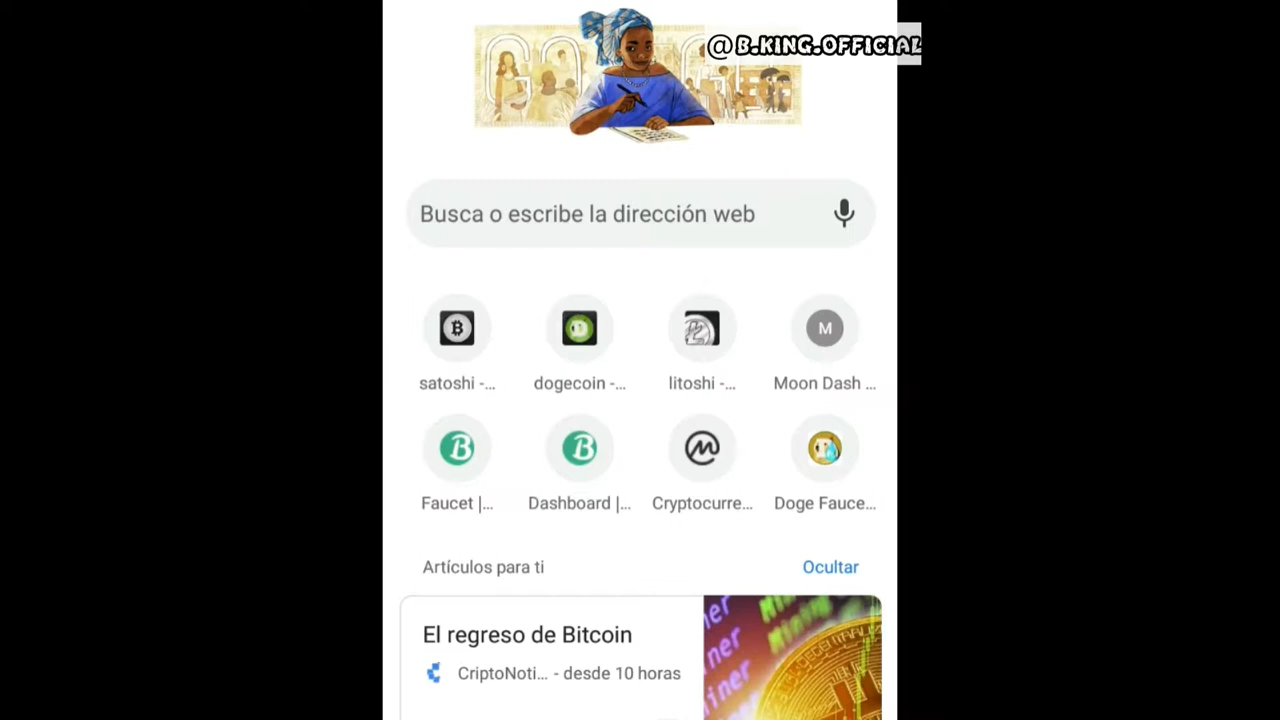 @B.KING.OFFICIAL
Busca o escribe la dirección web
satoshi -...
dogecoin -...
litoshi -...
M
Moon Dash ...
Faucet |...
Dashboard |...
Cryptocurre...
Doge Fauce...
Artículos para ti
Ocultar
El regreso de Bitcoin
CriptoNoti... - desde 10 horas